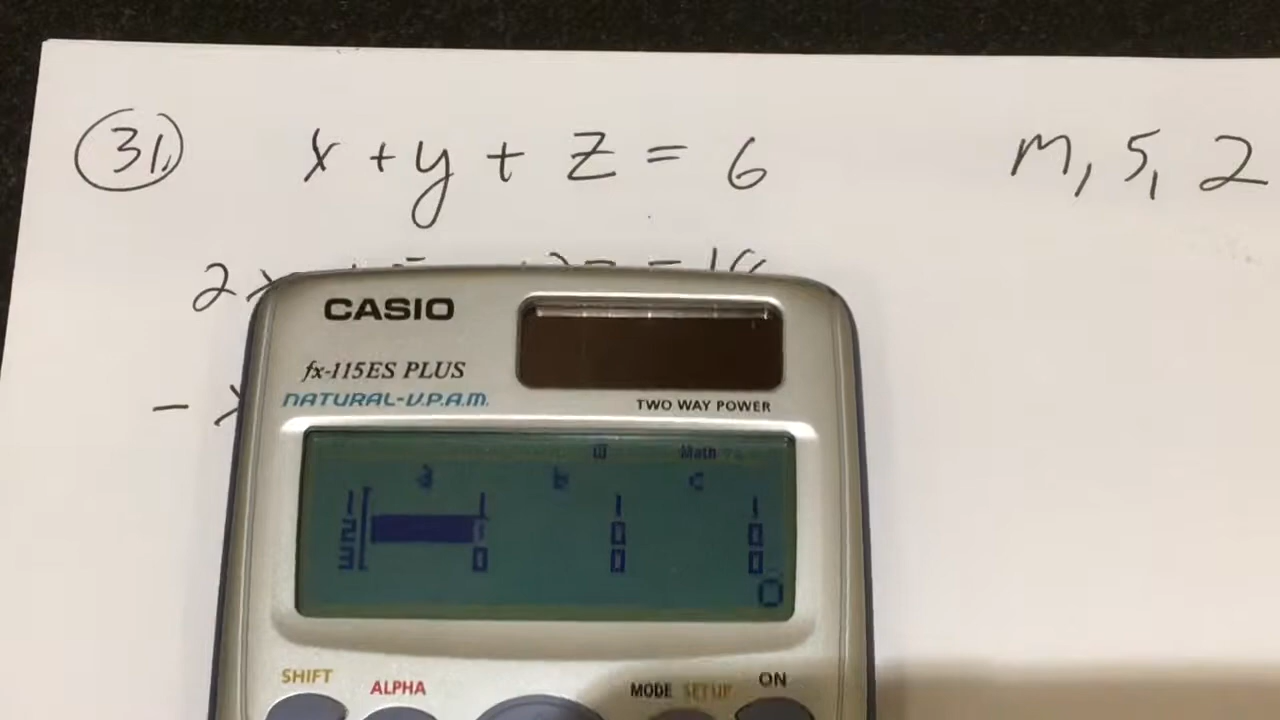 31. x + y + z = 6 M, 5, 2
2x
- x
CASIO
fx-115ES PLUS
NATURAL-V.P.A.M.
TWO WAY POWER
Math
a b c
1 1 1 1
2 0 0
3 0 0 0
0
SHIFT
ALPHA
MODE SETUP
ON